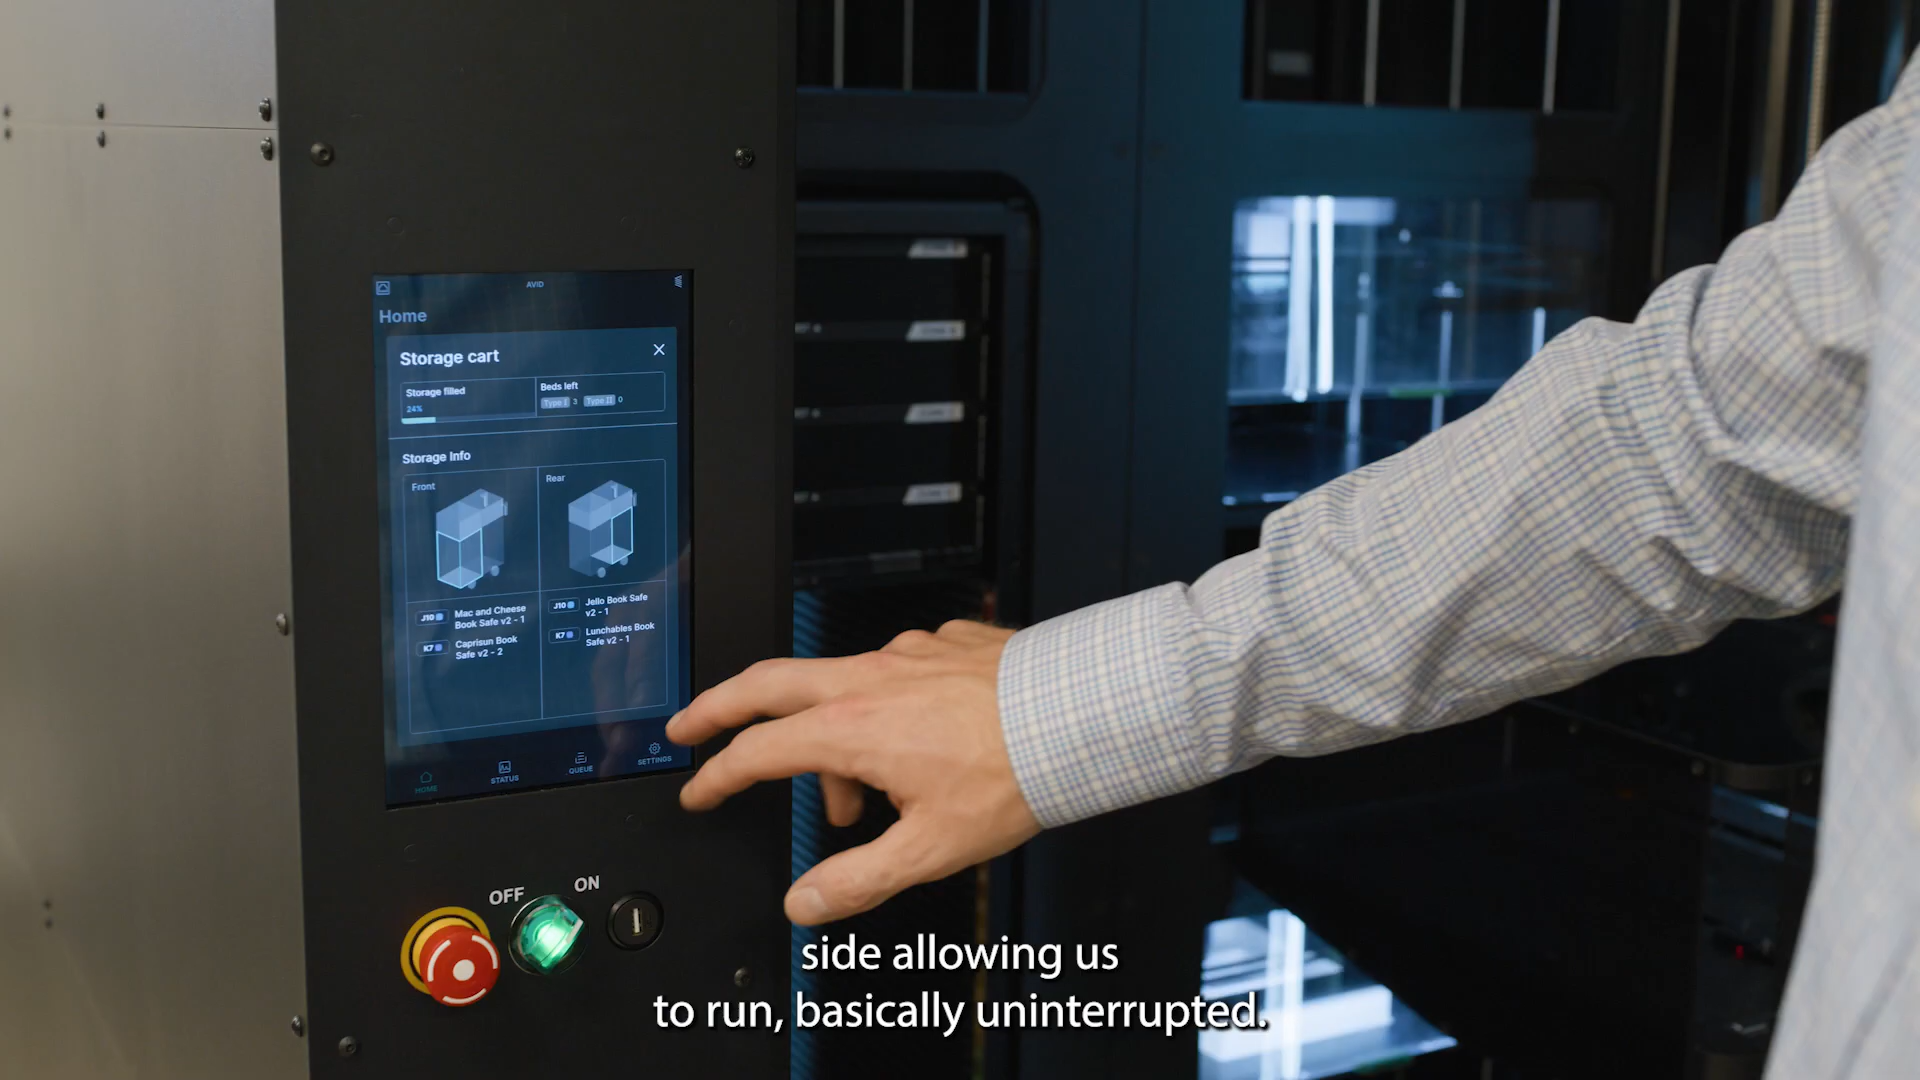 AVID
Home
Storage cart
Storage filled
24%
Beds left
Type I 3 Type II 0
Storage Info
Front
Rear
J10 Mac and Cheese
Book Safe v2 - 1
K7 Caprisun Book
Safe v2 - 2
J10 Jello Book Safe
v2 - 1
K7 Lunchables Book
Safe v2 - 1
HOME
STATUS
QUEUE
SETTINGS
OFF
ON
side allowing us
to run, basically uninterrupted.